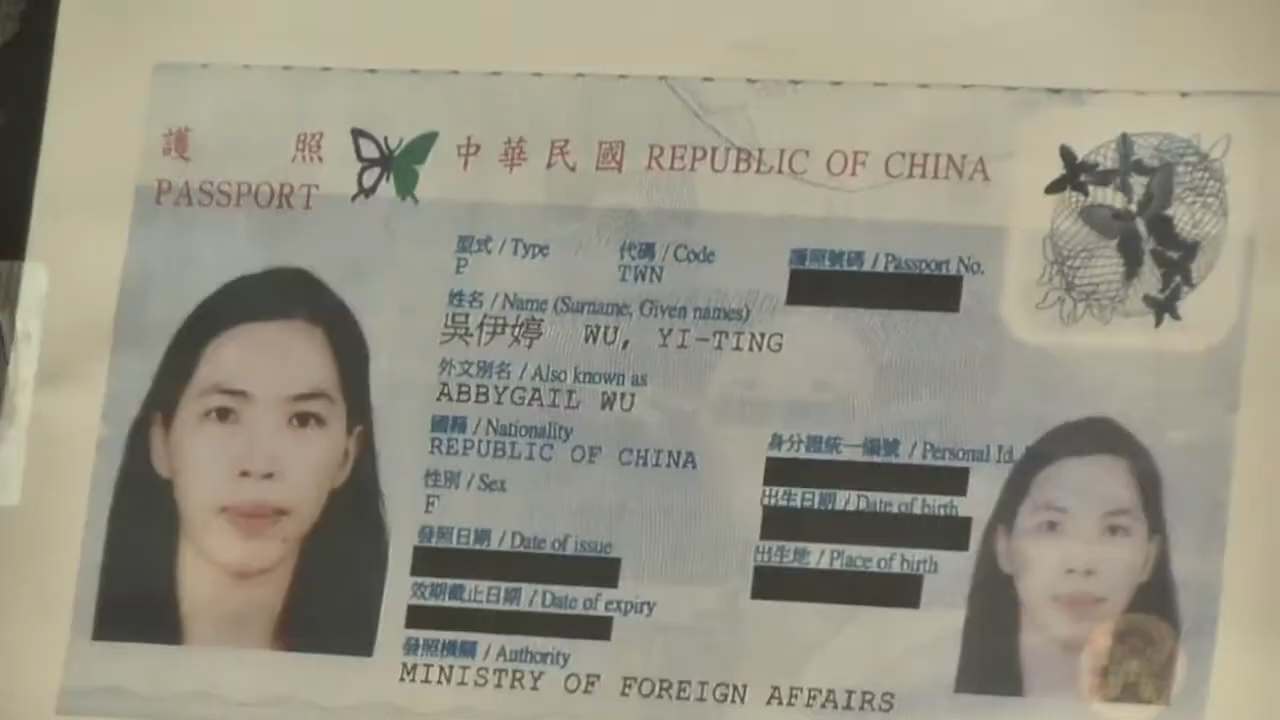 護照 中華民國 REPUBLIC OF CHINA
PASSPORT
型式 / Type 代碼 / Code 護照號碼 / Passport No.
P TWN
姓名 / Name (Surname, Given names)
吳伊婷 WU, YI-TING
外文別名 / Also known as
ABBYGAIL WU
國籍 / Nationality
REPUBLIC OF CHINA
身分證統一編號 / Personal Id.
性別 / Sex
F
出生日期 / Date of birth
發照日期 / Date of issue
出生地 / Place of birth
效期截止日期 / Date of expiry
發照機關 / Authority
MINISTRY OF FOREIGN AFFAIRS